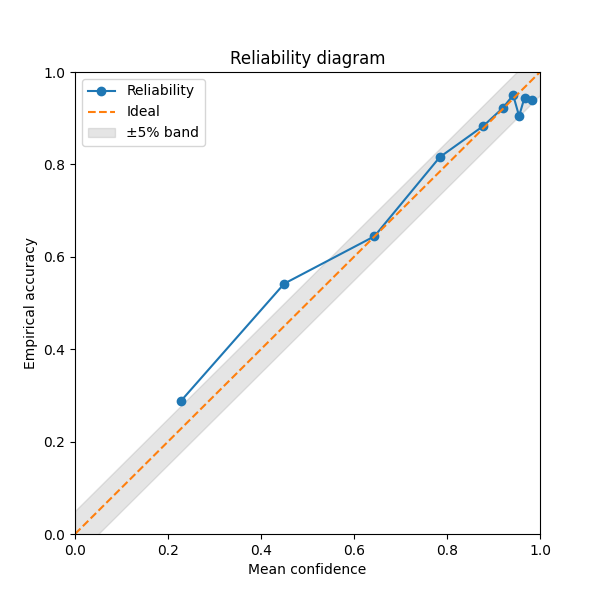 Reliability diagram
Reliability
Ideal
±5% band
1.0
0.8
0.6
0.4
0.2
0.0
Empirical accuracy
0.0 0.2 0.4 0.6 0.8 1.0
Mean confidence